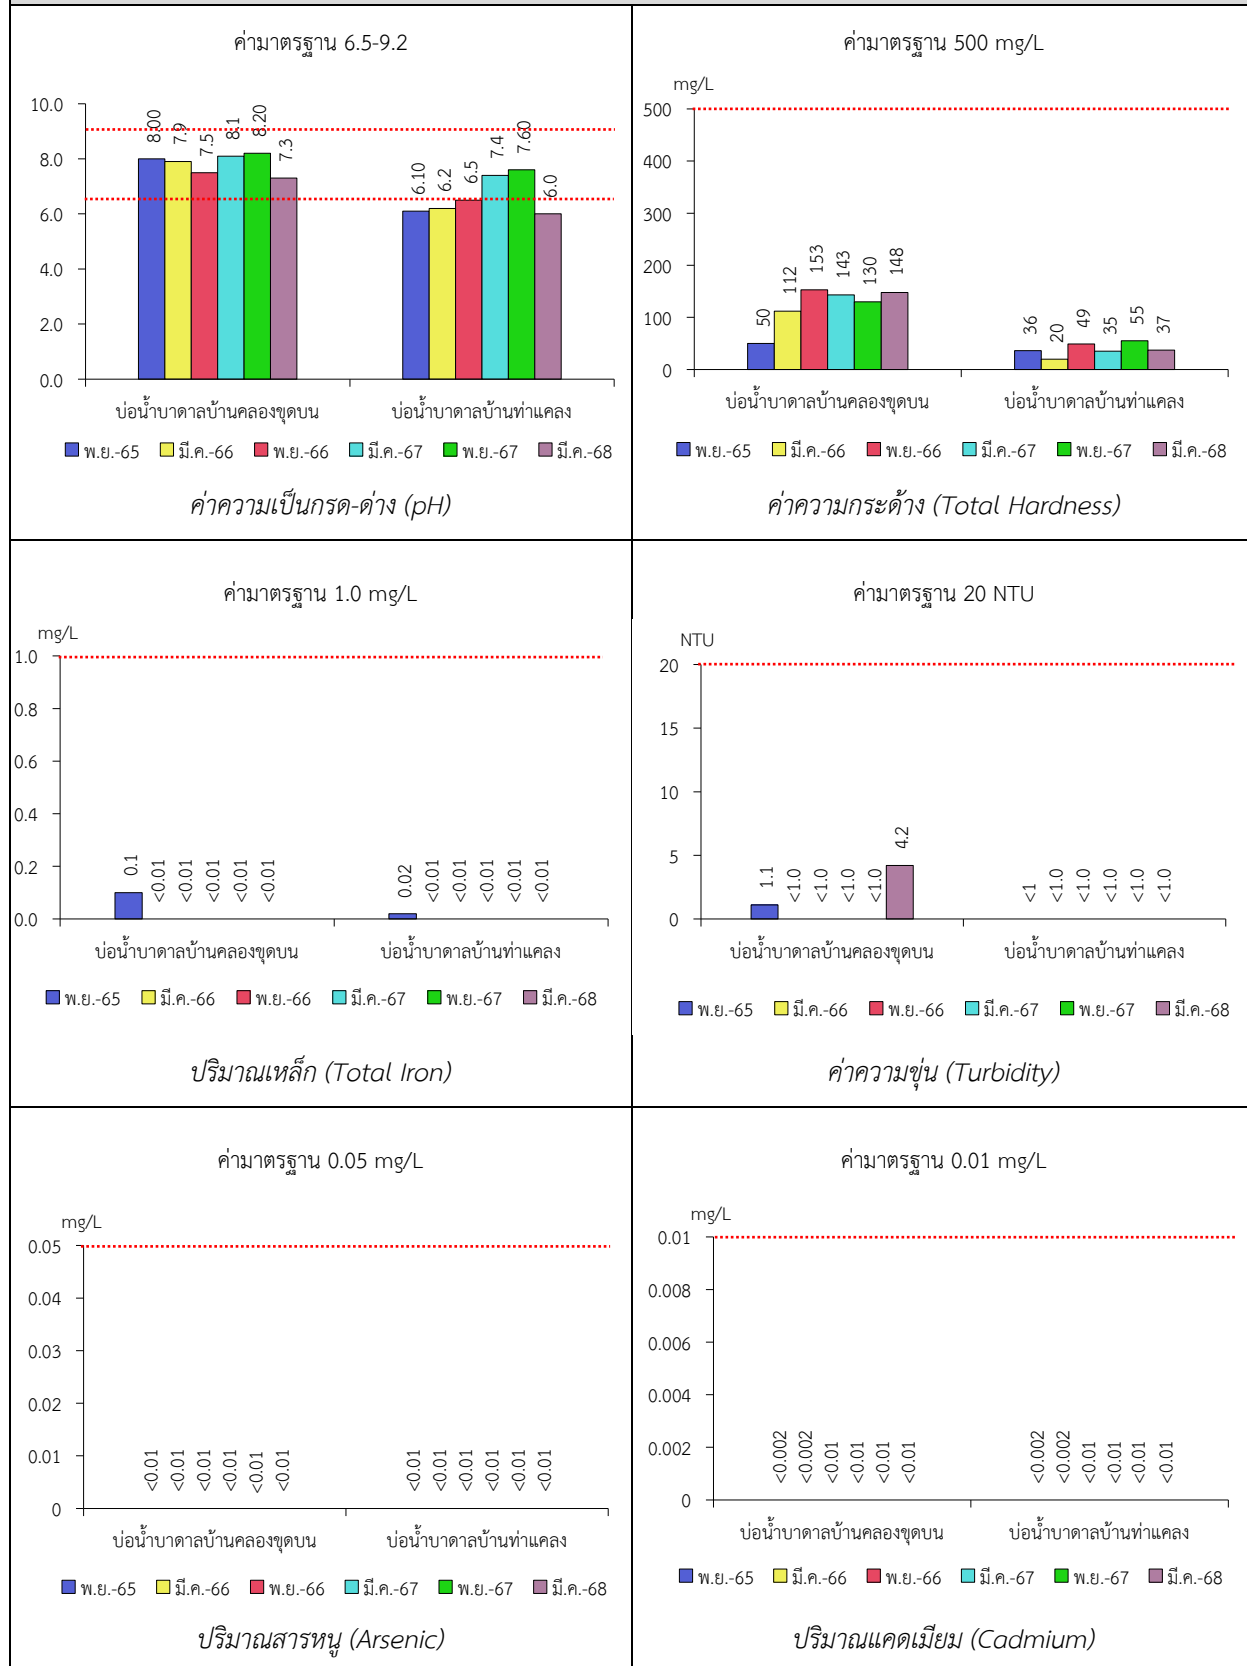 ค่ามาตรฐาน 6.5-9.2
10.0
8.0
6.0
4.0
2.0
0.0
8.00 7.9 7.5 8.1 8.20 7.3
6.10 6.2 6.5 7.4 7.60 6.0
บ่อน้ำบาดาลบ้านคลองขุดบน บ่อน้ำบาดาลบ้านท่าแคลง
พ.ย.-65 มี.ค.-66 พ.ย.-66 มี.ค.-67 พ.ย.-67 มี.ค.-68
ค่าความเป็นกรด-ด่าง (pH)
ค่ามาตรฐาน 500 mg/L
mg/L
500
400
300
200
100
0
50 112 153 143 130 148
36 20 49 35 55 37
บ่อน้ำบาดาลบ้านคลองขุดบน บ่อน้ำบาดาลบ้านท่าแคลง
พ.ย.-65 มี.ค.-66 พ.ย.-66 มี.ค.-67 พ.ย.-67 มี.ค.-68
ค่าความกระด้าง (Total Hardness)
ค่ามาตรฐาน 1.0 mg/L
mg/L
1.0
0.8
0.6
0.4
0.2
0.0
0.1 <0.01 <0.01 <0.01 <0.01 <0.01
0.02 <0.01 <0.01 <0.01 <0.01 <0.01
บ่อน้ำบาดาลบ้านคลองขุดบน บ่อน้ำบาดาลบ้านท่าแคลง
พ.ย.-65 มี.ค.-66 พ.ย.-66 มี.ค.-67 พ.ย.-67 มี.ค.-68
ปริมาณเหล็ก (Total Iron)
ค่ามาตรฐาน 20 NTU
NTU
20
15
10
5
0
1.1 <1.0 <1.0 <1.0 <1.0 4.2
<1 <1.0 <1.0 <1.0 <1.0 <1.0
บ่อน้ำบาดาลบ้านคลองขุดบน บ่อน้ำบาดาลบ้านท่าแคลง
พ.ย.-65 มี.ค.-66 พ.ย.-66 มี.ค.-67 พ.ย.-67 มี.ค.-68
ค่าความขุ่น (Turbidity)
ค่ามาตรฐาน 0.05 mg/L
mg/L
0.05
0.04
0.03
0.02
0.01
0
<0.01 <0.01 <0.01 <0.01 <0.01 <0.01
<0.01 <0.01 <0.01 <0.01 <0.01 <0.01
บ่อน้ำบาดาลบ้านคลองขุดบน บ่อน้ำบาดาลบ้านท่าแคลง
พ.ย.-65 มี.ค.-66 พ.ย.-66 มี.ค.-67 พ.ย.-67 มี.ค.-68
ปริมาณสารหนู (Arsenic)
ค่ามาตรฐาน 0.01 mg/L
mg/L
0.01
0.008
0.006
0.004
0.002
0
<0.002 <0.002 <0.01 <0.01 <0.01 <0.01
<0.002 <0.002 <0.01 <0.01 <0.01 <0.01
บ่อน้ำบาดาลบ้านคลองขุดบน บ่อน้ำบาดาลบ้านท่าแคลง
พ.ย.-65 มี.ค.-66 พ.ย.-66 มี.ค.-67 พ.ย.-67 มี.ค.-68
ปริมาณแคดเมียม (Cadmium)